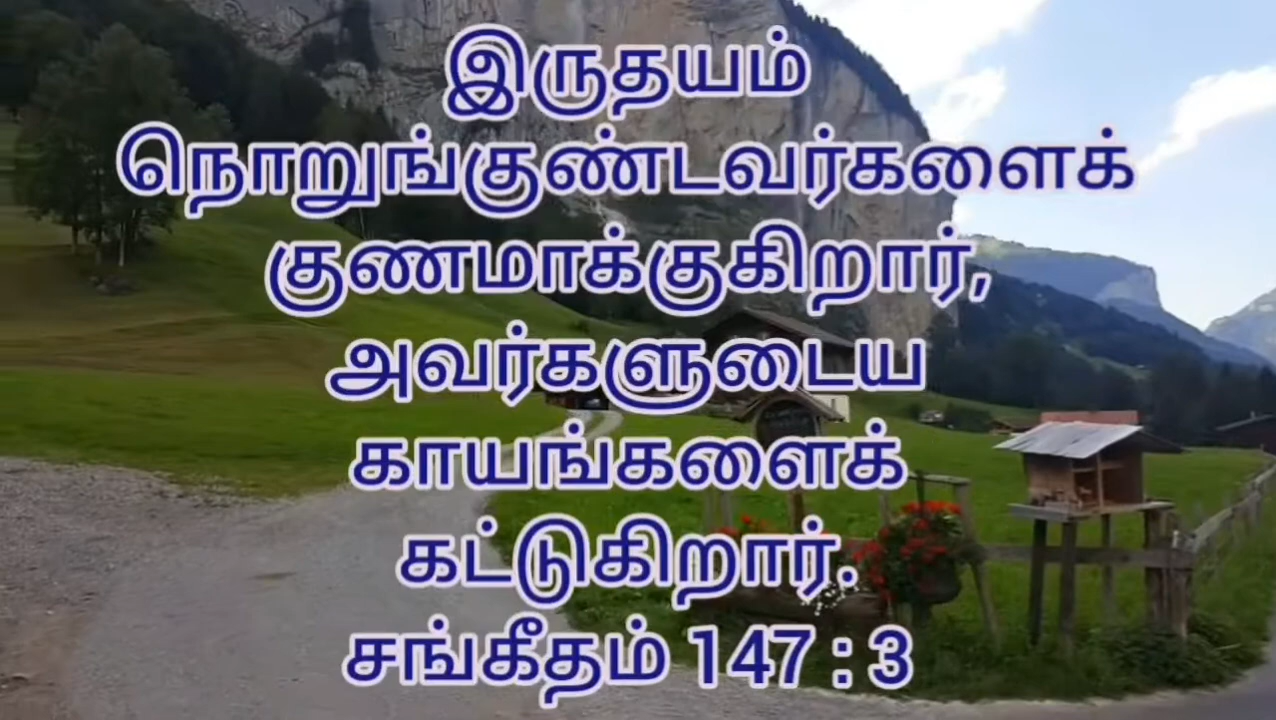 இருதயம்
நொறுங்குண்டவர்களைக்
குணமாக்குகிறார்,
அவர்களுடைய
காயங்களைக்
கட்டுகிறார்.
சங்கீதம் 147 : 3